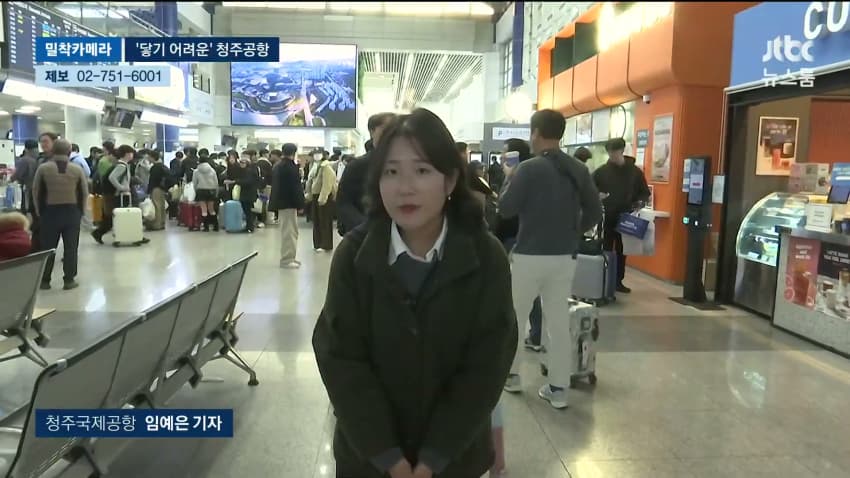 밀착카메라 '닿기 어려운' 청주공항
제보 02-751-6001
CU
jtbc
뉴스룸
청주국제공항 임예은 기자